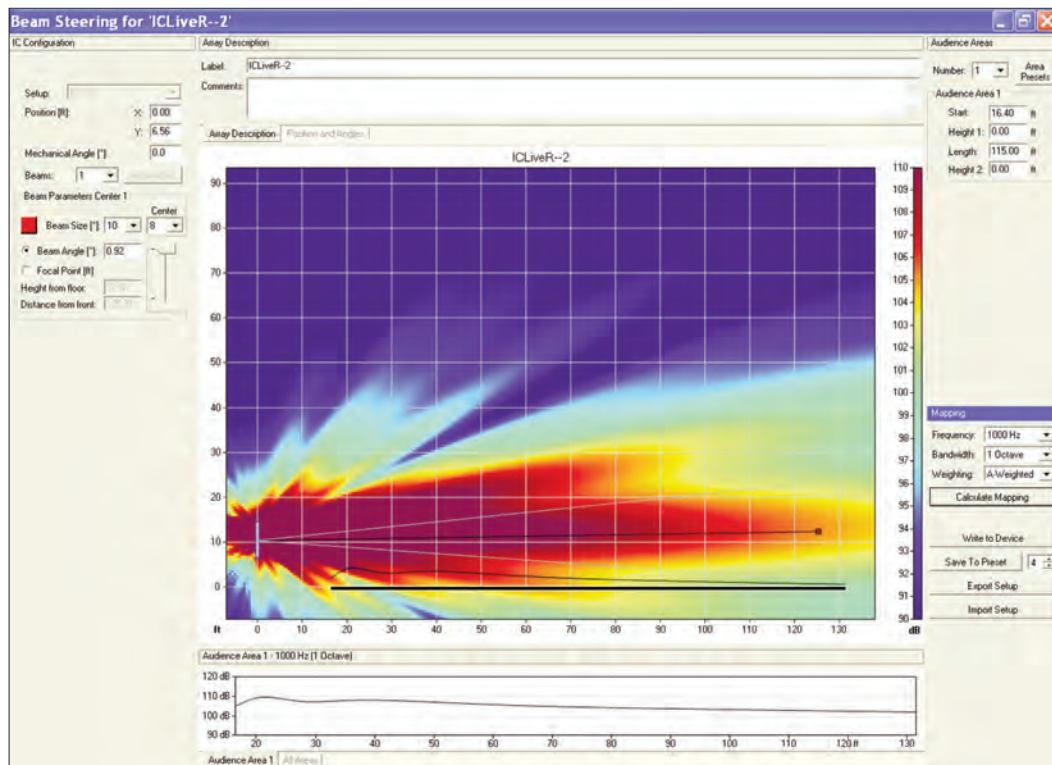 Beam Steering for 'ICLiveR--2'
IC Configuration
Setup:
Position [ft]: X: 0.00
Y: 6.56
Mechanical Angle [°]: 0.0
Beams: 1
Beam Parameters Center 1
Center
Beam Size [°]: 10 8
Beam Angle [°]: 0.92
Focal Point [ft]
Height from floor:
Distance from front:
Array Description
Label: ICLiveR--2
Comments:
Array Description Position and Angles
ICLiveR--2
90
80
70
60
50
40
30
20
10
0
ft 0 10 20 30 40 50 60 70 80 90 100 110 120 130 dB
110
109
108
107
106
105
104
103
102
101
100
99
98
97
96
95
94
93
92
91
90
Audience Area 1 - 1000 Hz (1 Octave)
120 dB
110 dB
100 dB
90 dB
20 30 40 50 60 70 80 90 100 110 120 ft 130
Audience Area 1 All Areas
Audience Areas
Number: 1 Area Presets
Audience Area 1
Start: 16.40 ft
Height 1: 0.00 ft
Length: 115.00 ft
Height 2: 0.00 ft
Mapping
Frequency: 1000 Hz
Bandwidth: 1 Octave
Weighting: A-Weighted
Calculate Mapping
Write to Device
Save To Preset 4
Export Setup
Import Setup